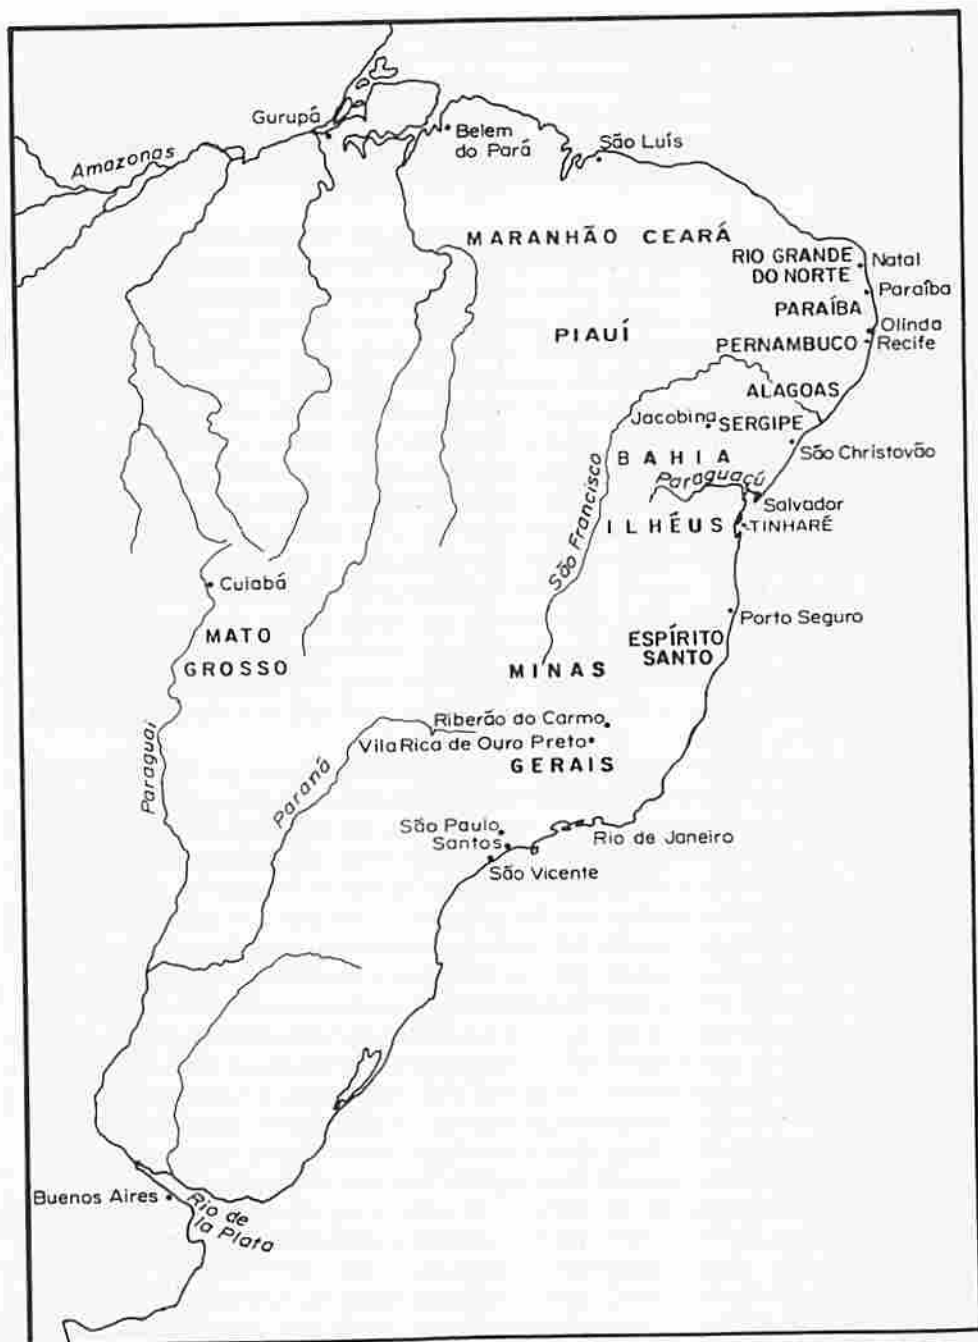 Gurupá
Amazonas
Belem
do Pará
São Luís
MARANHÃO CEARÁ
RIO GRANDE
DO NORTE
Natal
Paraíba
PARAÍBA
Olinda
PIAUÍ
PERNAMBUCO
Recife
ALAGOAS
Jacobina
SERGIPE
São Christovão
BAHIA
Paraguaçú
Salvador
ILHÉUS
TINHARÉ
São Francisco
Cuiabá
Porto Seguro
MATO
GROSSO
ESPÍRITO
SANTO
MINAS
Riberão do Carmo
Vila Rica de Ouro Preto
GERAIS
Paraguai
Paraná
São Paulo
Santos
Rio de Janeiro
São Vicente
Buenos Aires
Rio de
la Plata